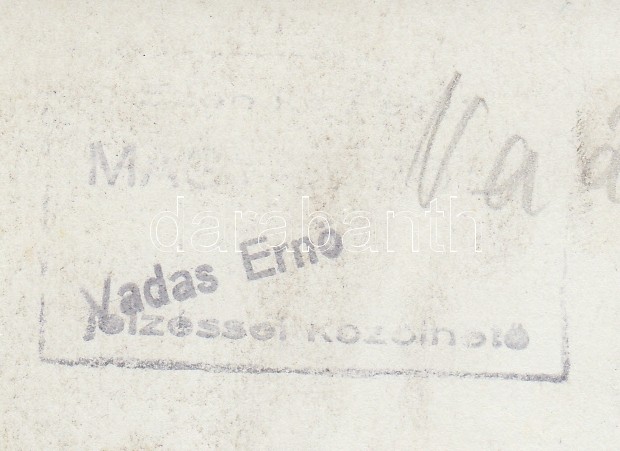 Va
darabanth
Vadas Ernő
jelzéssel közölhető